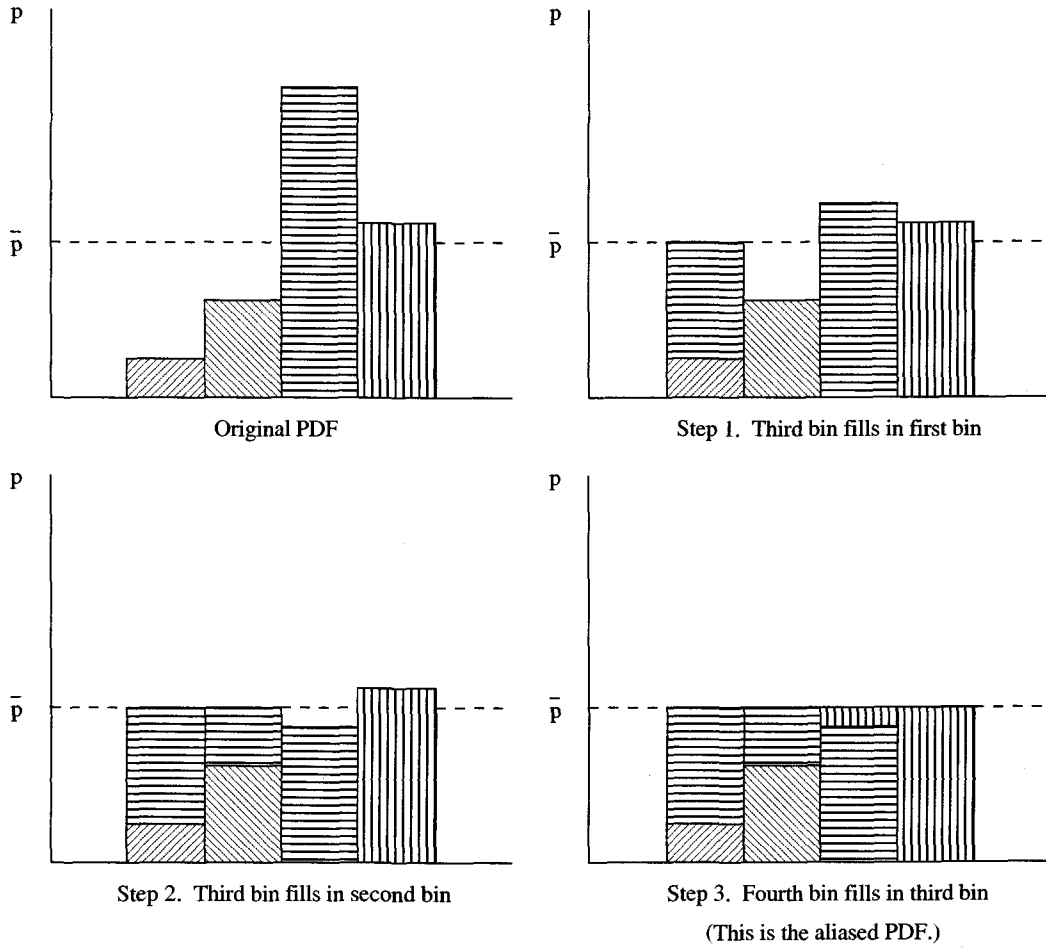 p
p̄
Original PDF
p
p̄
Step 1. Third bin fills in first bin
p
p̄
Step 2. Third bin fills in second bin
p
p̄
Step 3. Fourth bin fills in third bin
(This is the aliased PDF.)